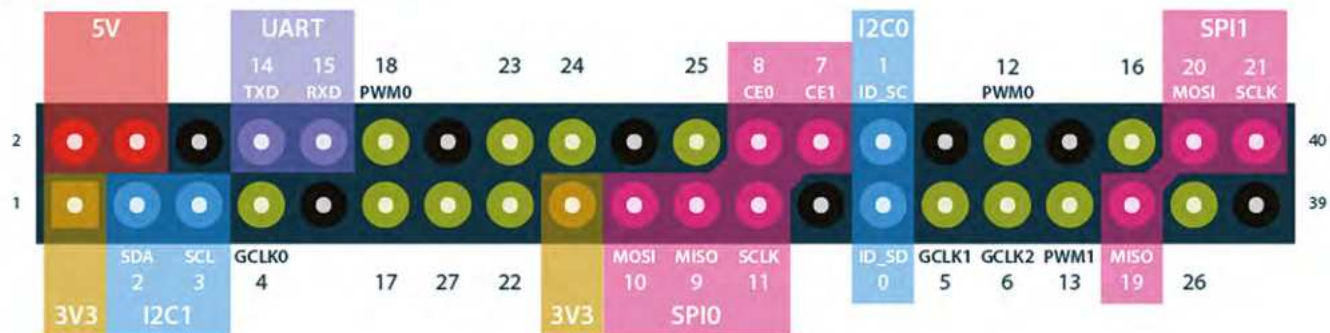 5V UART I2C0 SPI1
14 15 18 23 24 25 8 7 1 12 16 20 21
TXD RXD PWM0 CE0 CE1 ID_SC PWM0 MOSI SCLK
2 40
1 39
SDA SCL GCLK0 MOSI MISO SCLK ID_SD GCLK1 GCLK2 PWM1 MISO
2 3 4 17 27 22 10 9 11 0 5 6 13 19 26
3V3 I2C1 3V3 SPI0